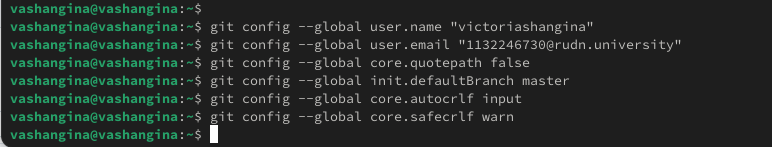 vashangina@vashangina:~$
vashangina@vashangina:~$ git config --global user.name "victoriashangina"
vashangina@vashangina:~$ git config --global user.email "1132246730@rudn.university"
vashangina@vashangina:~$ git config --global core.quotepath false
vashangina@vashangina:~$ git config --global init.defaultBranch master
vashangina@vashangina:~$ git config --global core.autocrlf input
vashangina@vashangina:~$ git config --global core.safecrlf warn
vashangina@vashangina:~$